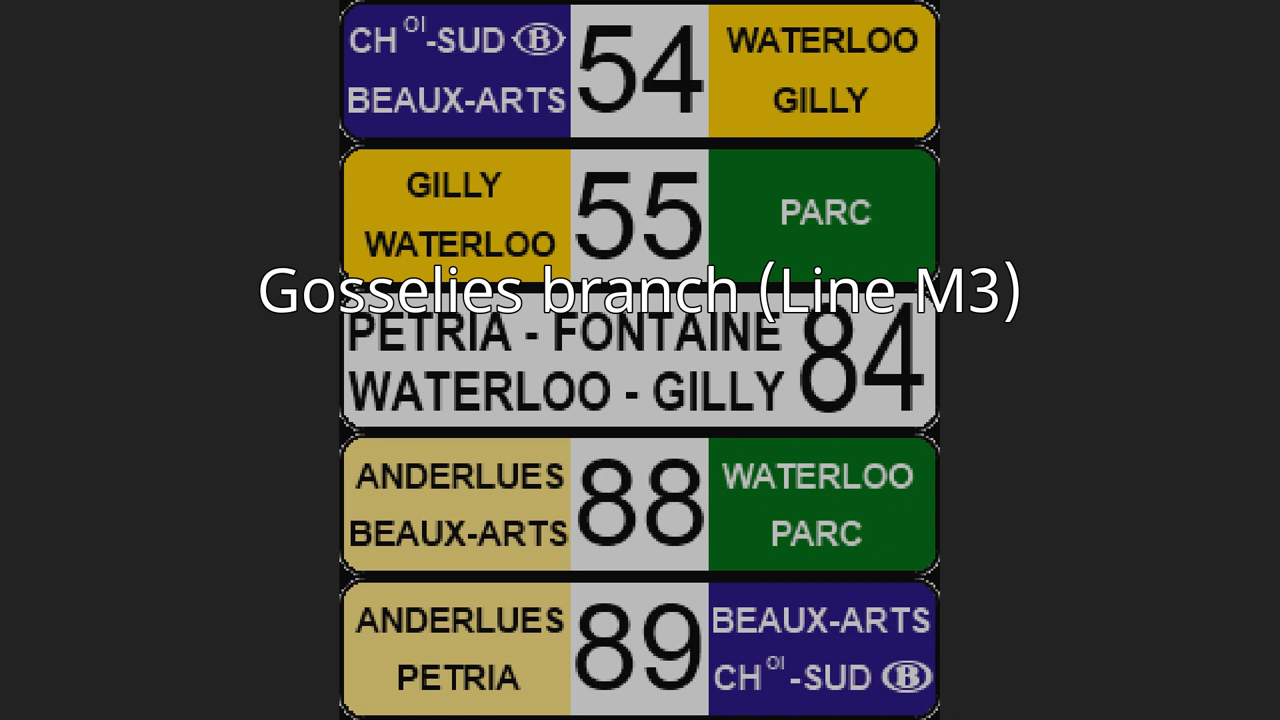 CH OI -SUD B 54 WATERLOO
BEAUX-ARTS GILLY
GILLY 55 PARC
WATERLOO
Gosselies branch (Line M3)
PETRIA - FONTAINE 84
WATERLOO - GILLY
ANDERLUES 88 WATERLOO
BEAUX-ARTS PARC
ANDERLUES 89 BEAUX-ARTS
PETRIA CH OI -SUD B